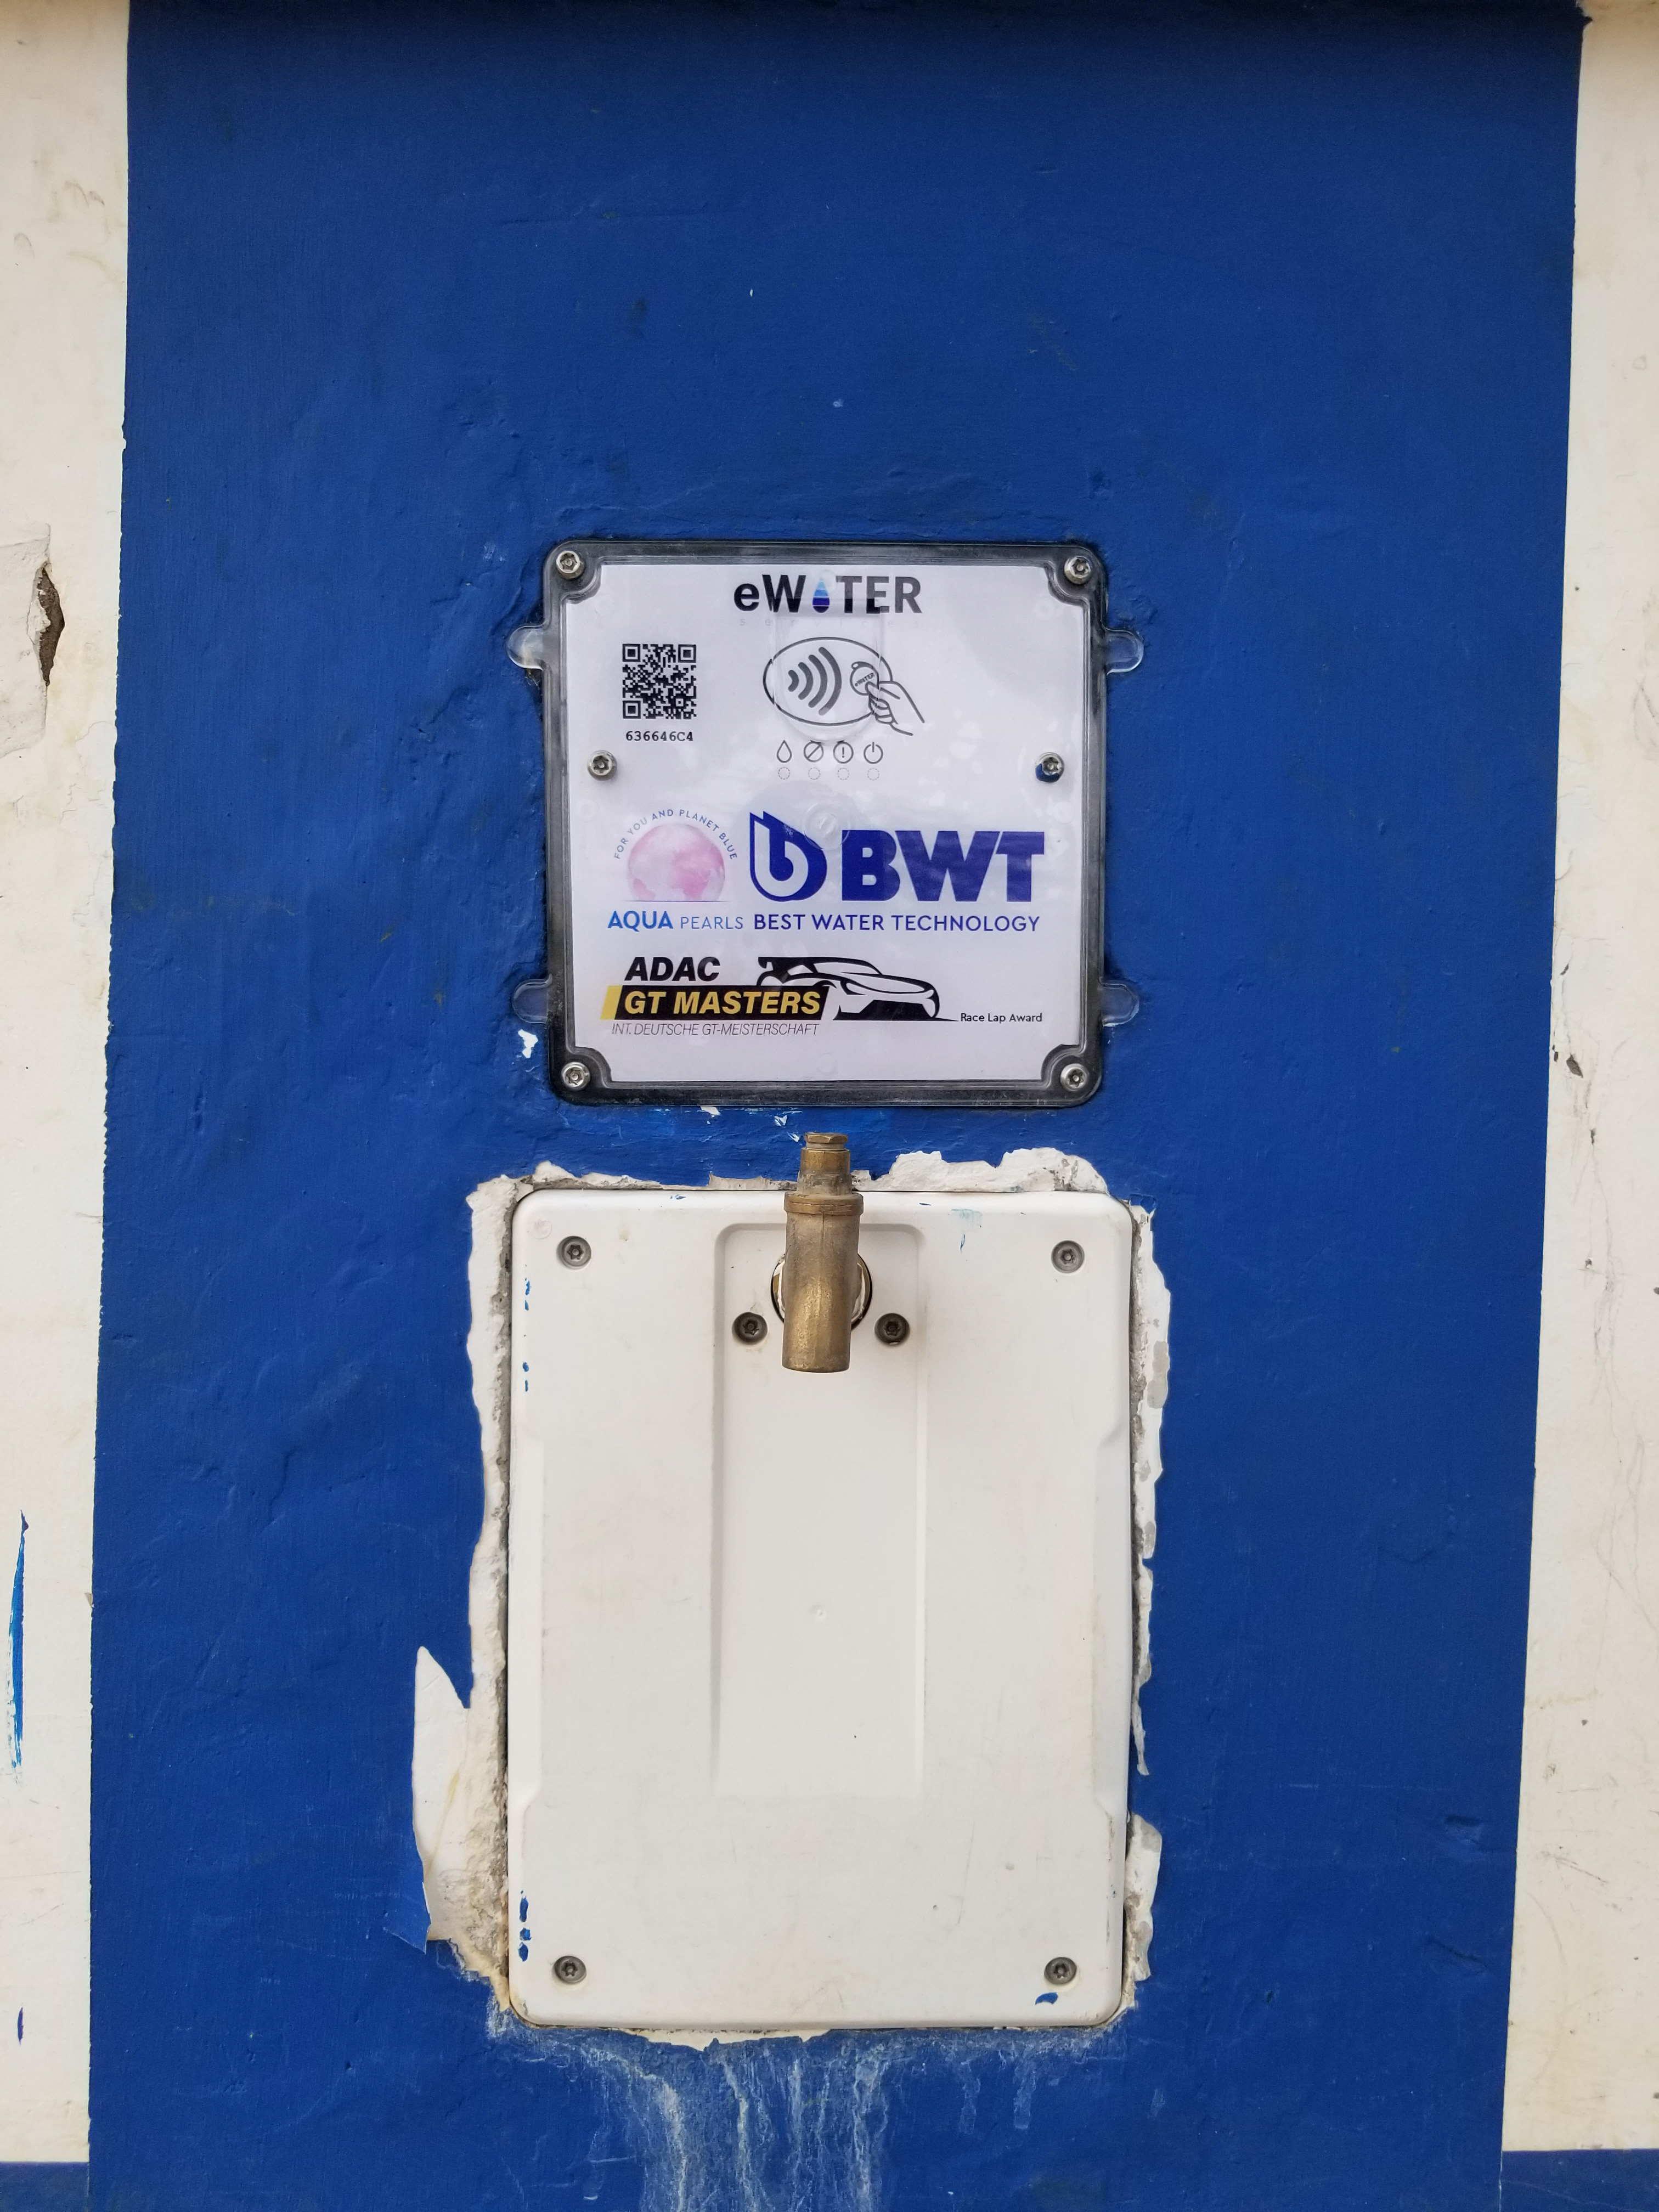 eWATER
636646C4
FOR YOU AND PLANET BLUE
AQUA PEARLS
BWT
BEST WATER TECHNOLOGY
ADAC
GT MASTERS
INT. DEUTSCHE GT-MEISTERSCHAFT
Race Lap Award